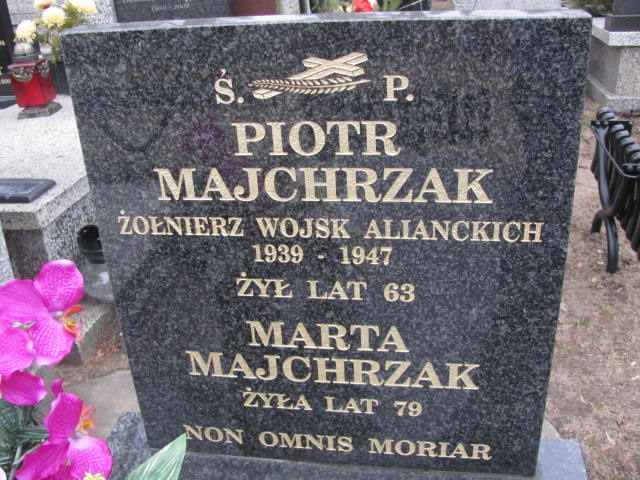 Ś. P.
PIOTR
MAJCHRZAK
ŻOŁNIERZ WOJSK ALIANCKICH
1939 - 1947
ŻYŁ LAT 63
MARTA
MAJCHRZAK
ŻYŁA LAT 79
NON OMNIS MORIAR